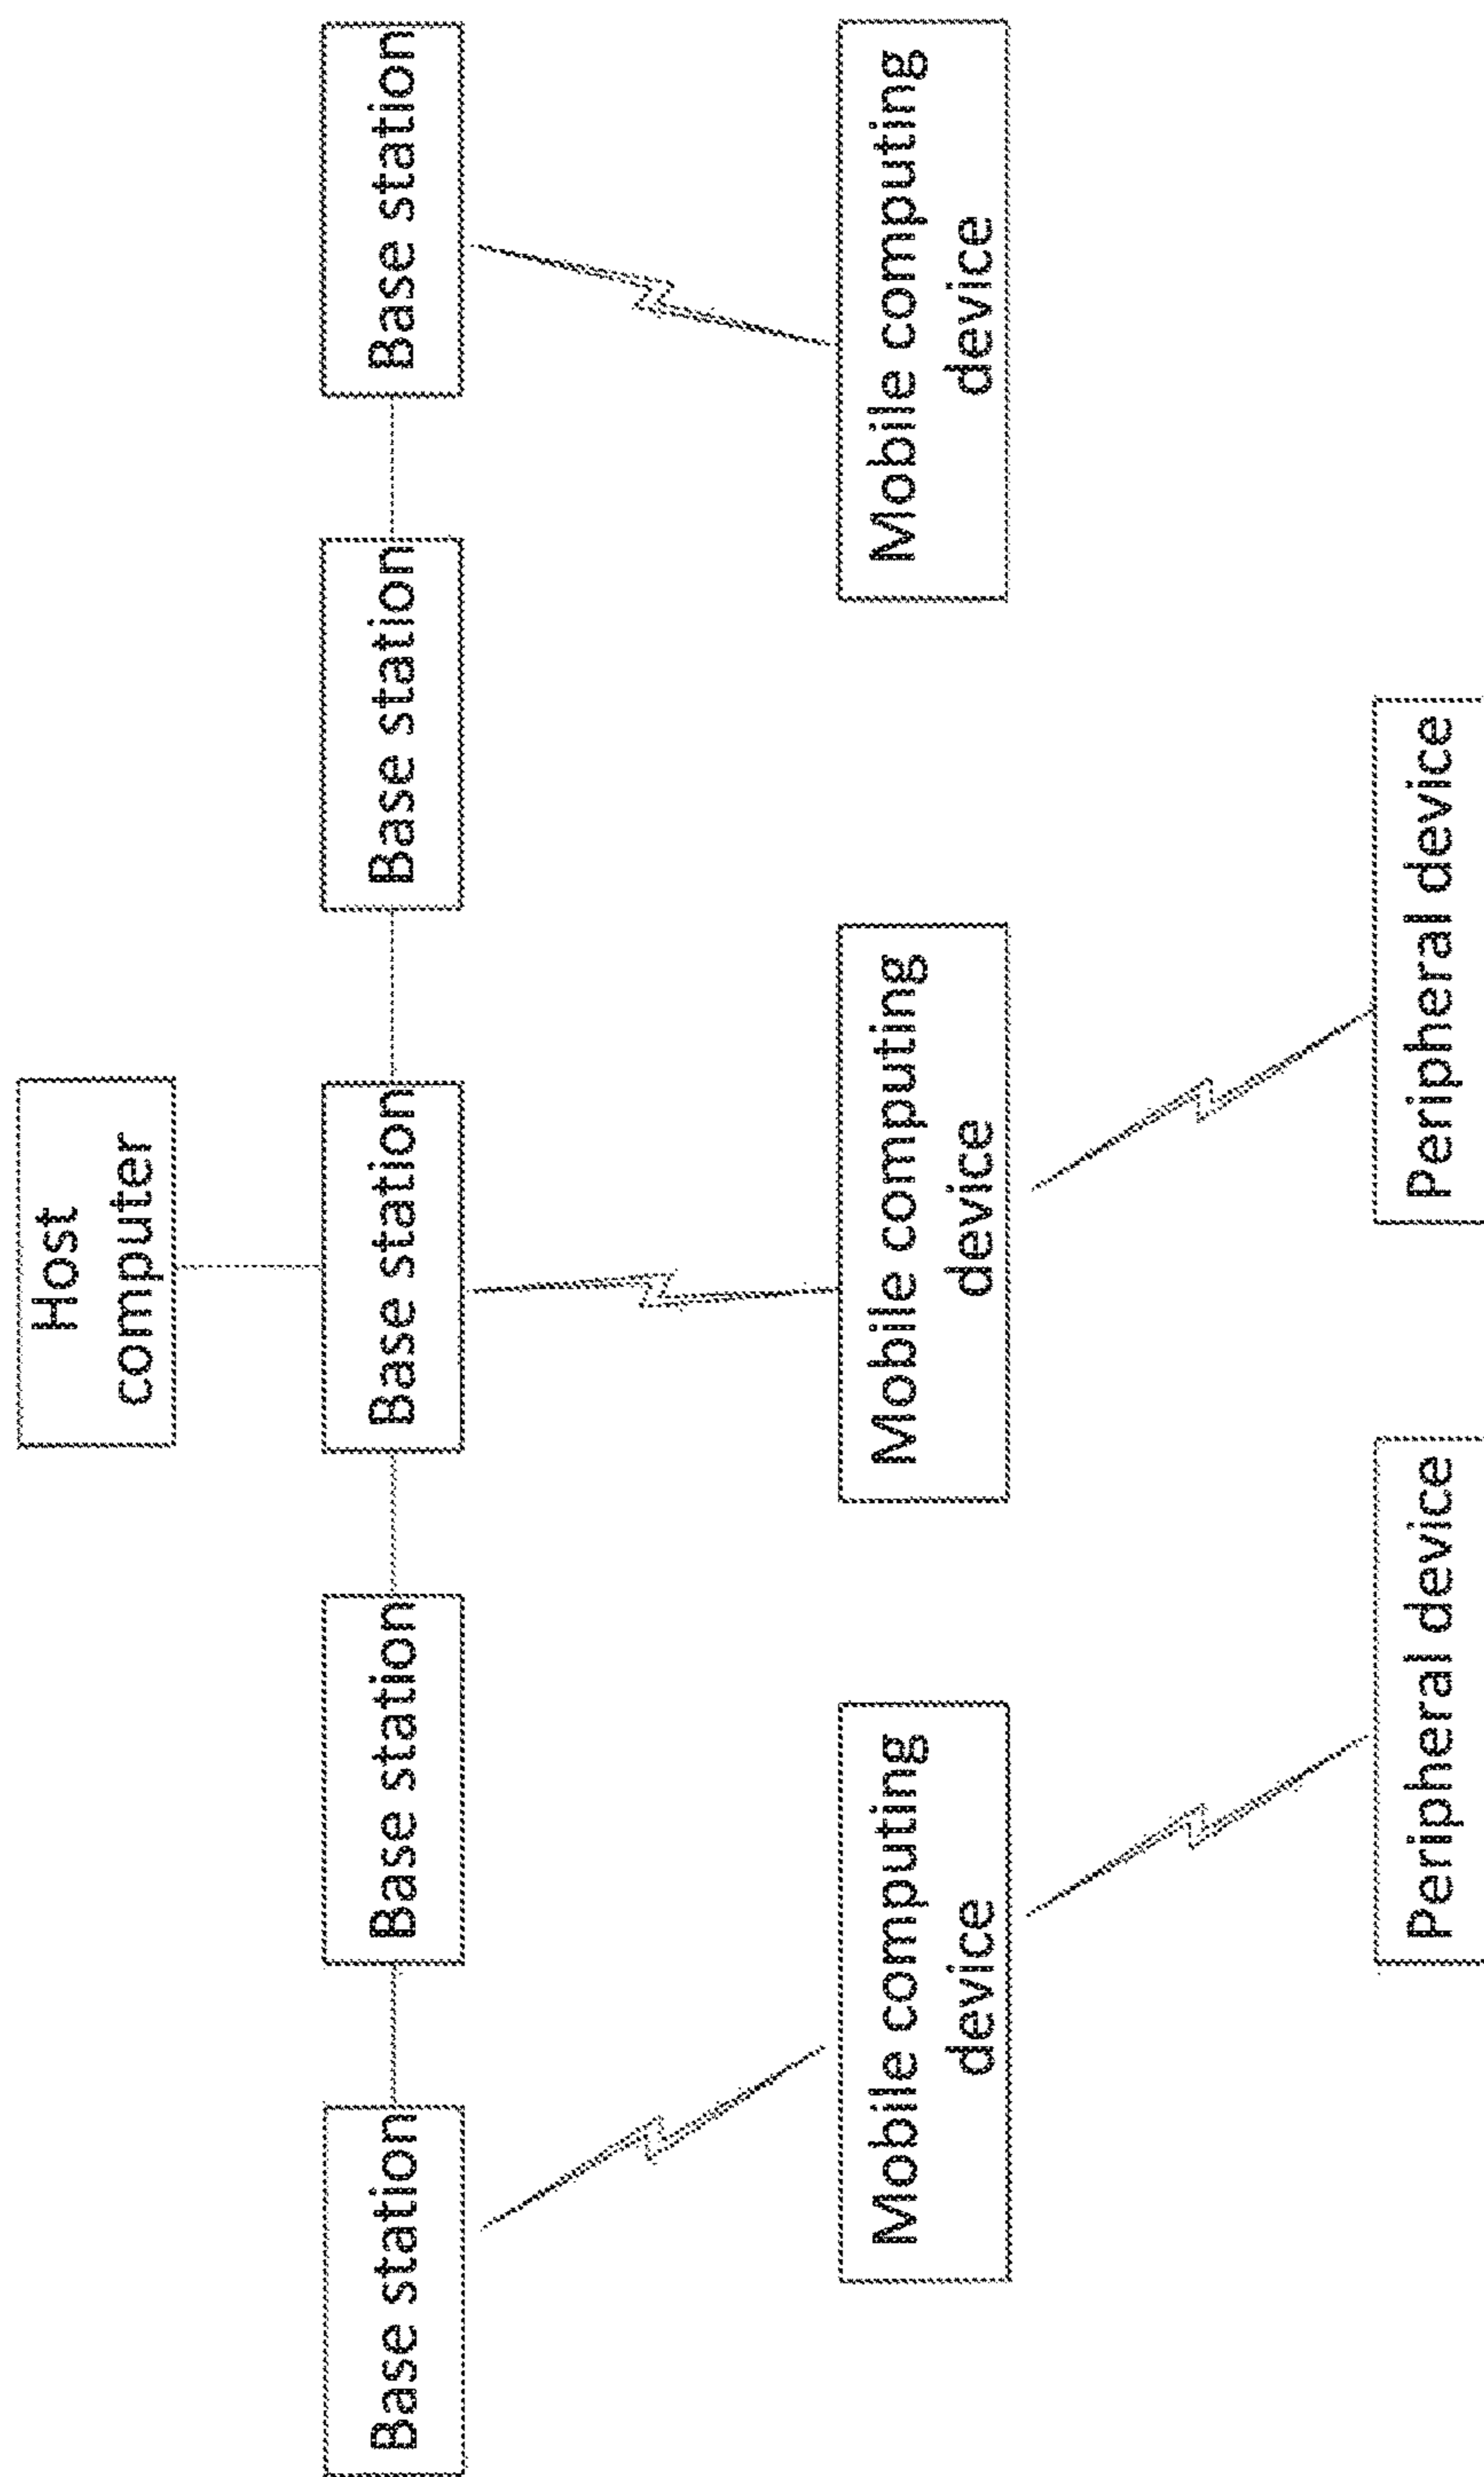 Host
computer
Base station
Base station
Base station
Base station
Base station
Mobile computing
device
Mobile computing
device
Mobile computing
device
Peripheral device
Peripheral device